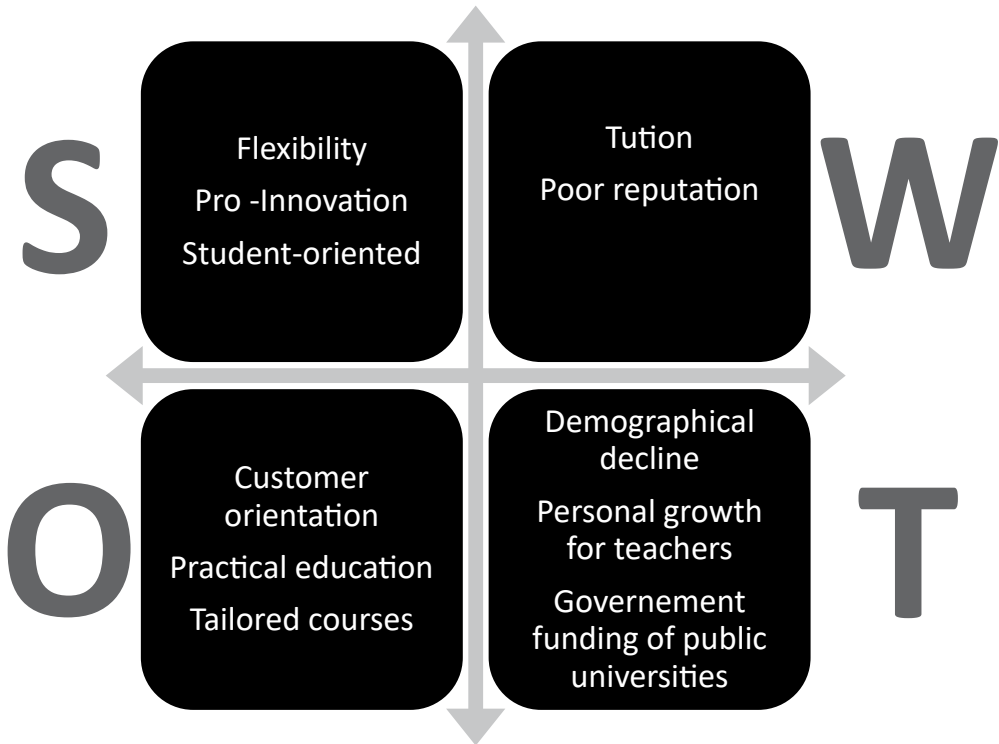 S
Flexibility
Pro -Innovation
Student-oriented
Tution
Poor reputation
W
O
Customer
orientation
Practical education
Tailored courses
Demographical
decline
Personal growth
for teachers
Governement
funding of public
universities
T